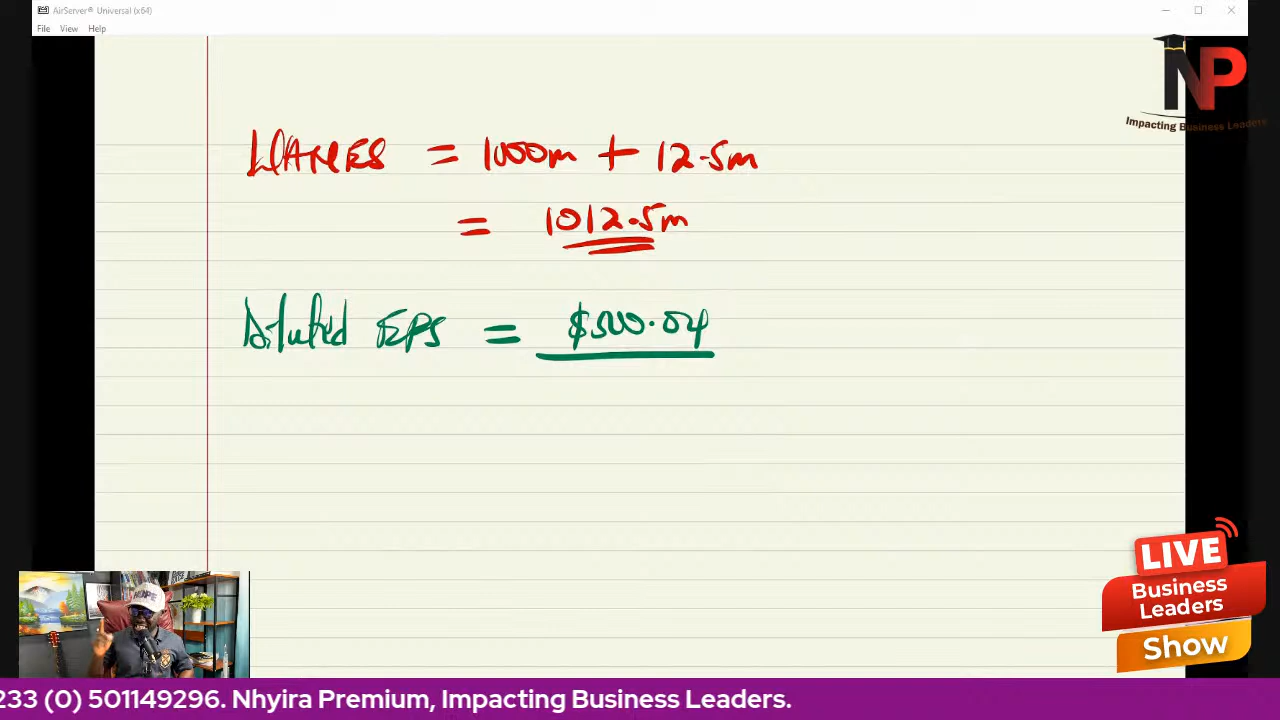 AirServer® Universal (x64)
File View Help
NP
Impacting Business Leaders
= 1000m + 12.5m
= 1012.5m
Diluted EPS = $500.04
LIVE
Business
Leaders
Show
233 (0) 501149296. Nhyira Premium, Impacting Business Leaders.